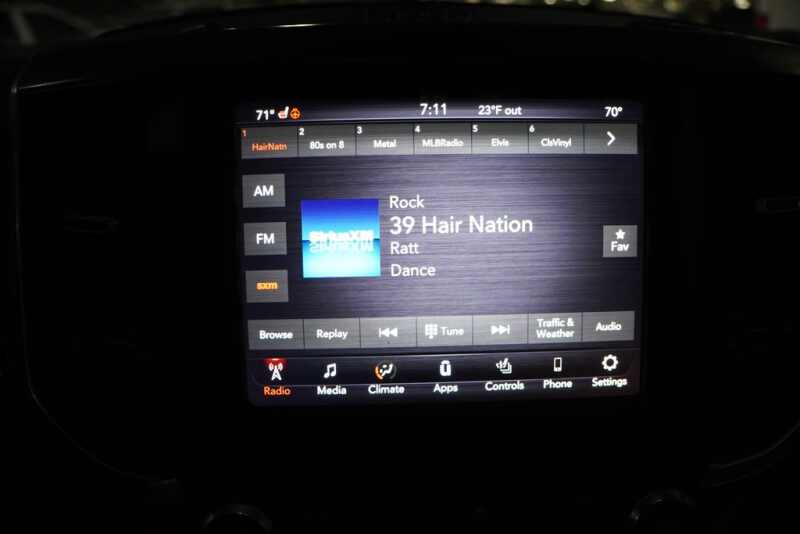 71° 7:11 23°F out 70°
1 HairNatn 2 80s on 8 3 Metal 4 MLBRadio 5 Elvis 6 ClsVinyl
AM
FM
sxm
SiriusXM
Rock
39 Hair Nation
Ratt
Dance
Fav
Browse Replay Tune Traffic & Weather Audio
Radio Media Climate Apps Controls Phone Settings